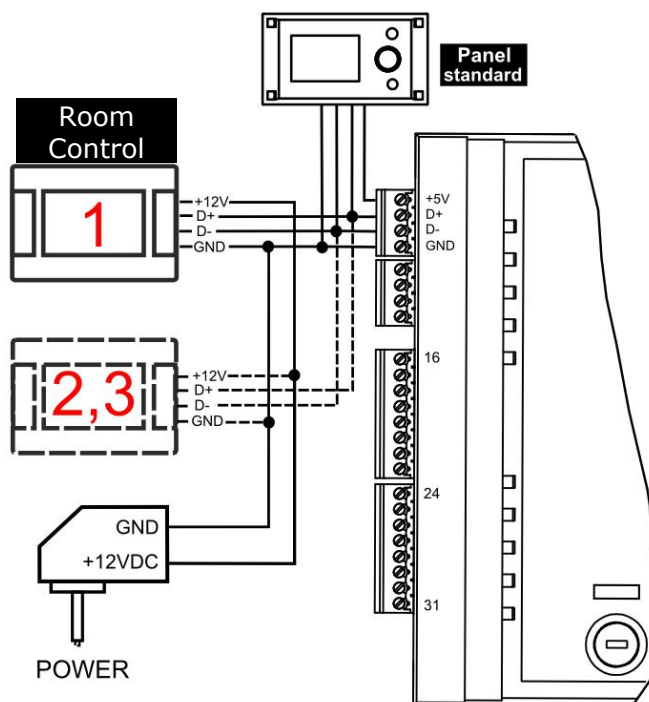 Panel
standard
Room
Control
1
+12V
D+
D-
GND
+5V
D+
D-
GND
2,3
+12V
D+
D-
GND
16
24
31
GND
+12VDC
POWER